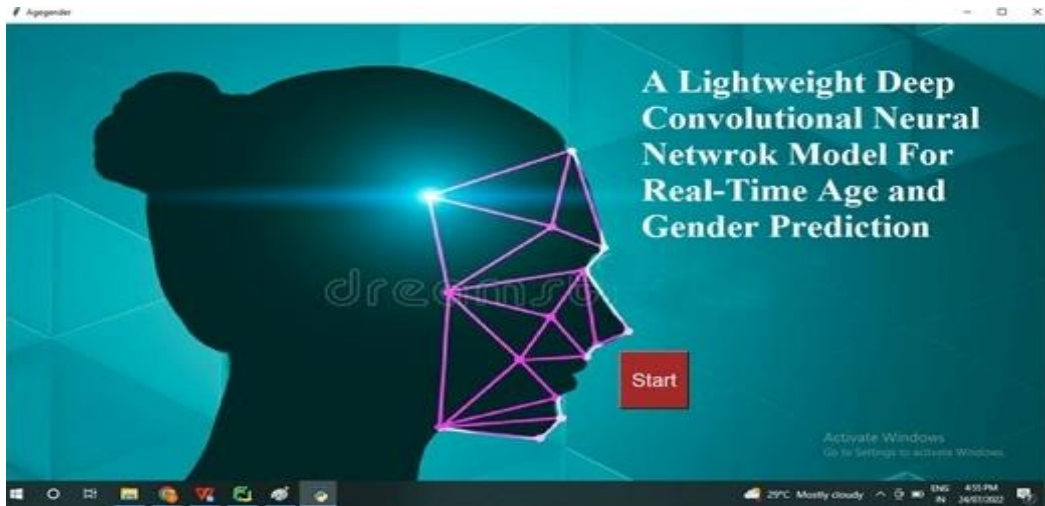 Agegender
A Lightweight Deep
Convolutional Neural
Netwrok Model For
Real-Time Age and
Gender Prediction
dreamst
Start
Activate Windows
Go to Settings to activate Windows.
29°C Mostly cloudy
ENG
IN
4:55 PM
24/07/2022